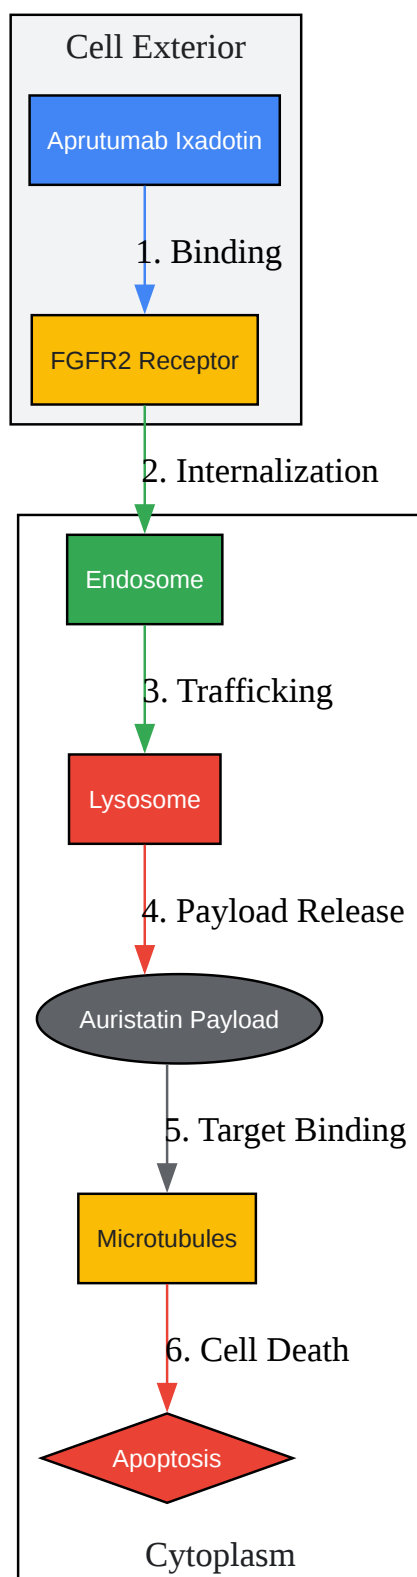 Cell Exterior
Aprutumab Ixadotin
1. Binding
FGFR2 Receptor
2. Internalization
Endosome
3. Trafficking
Lysosome
4. Payload Release
Auristatin Payload
5. Target Binding
Microtubules
6. Cell Death
Apoptosis
Cytoplasm